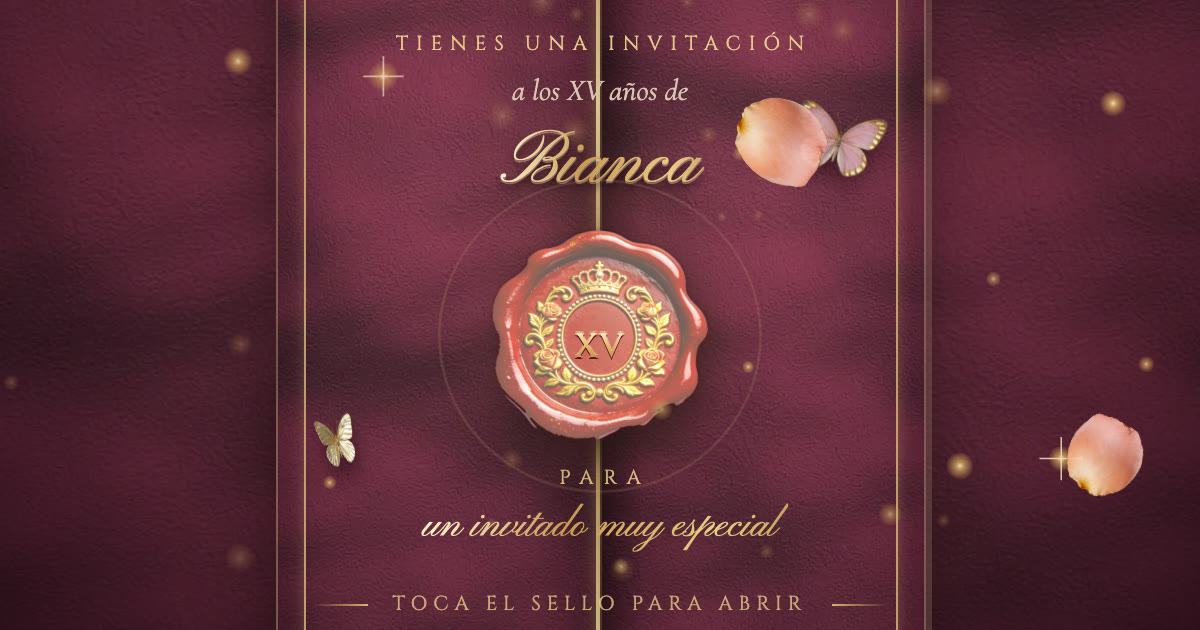 TIENES UNA INVITACIÓN
a los XV años de
Bianca
XV
PARA
un invitado muy especial
TOCA EL SELLO PARA ABRIR